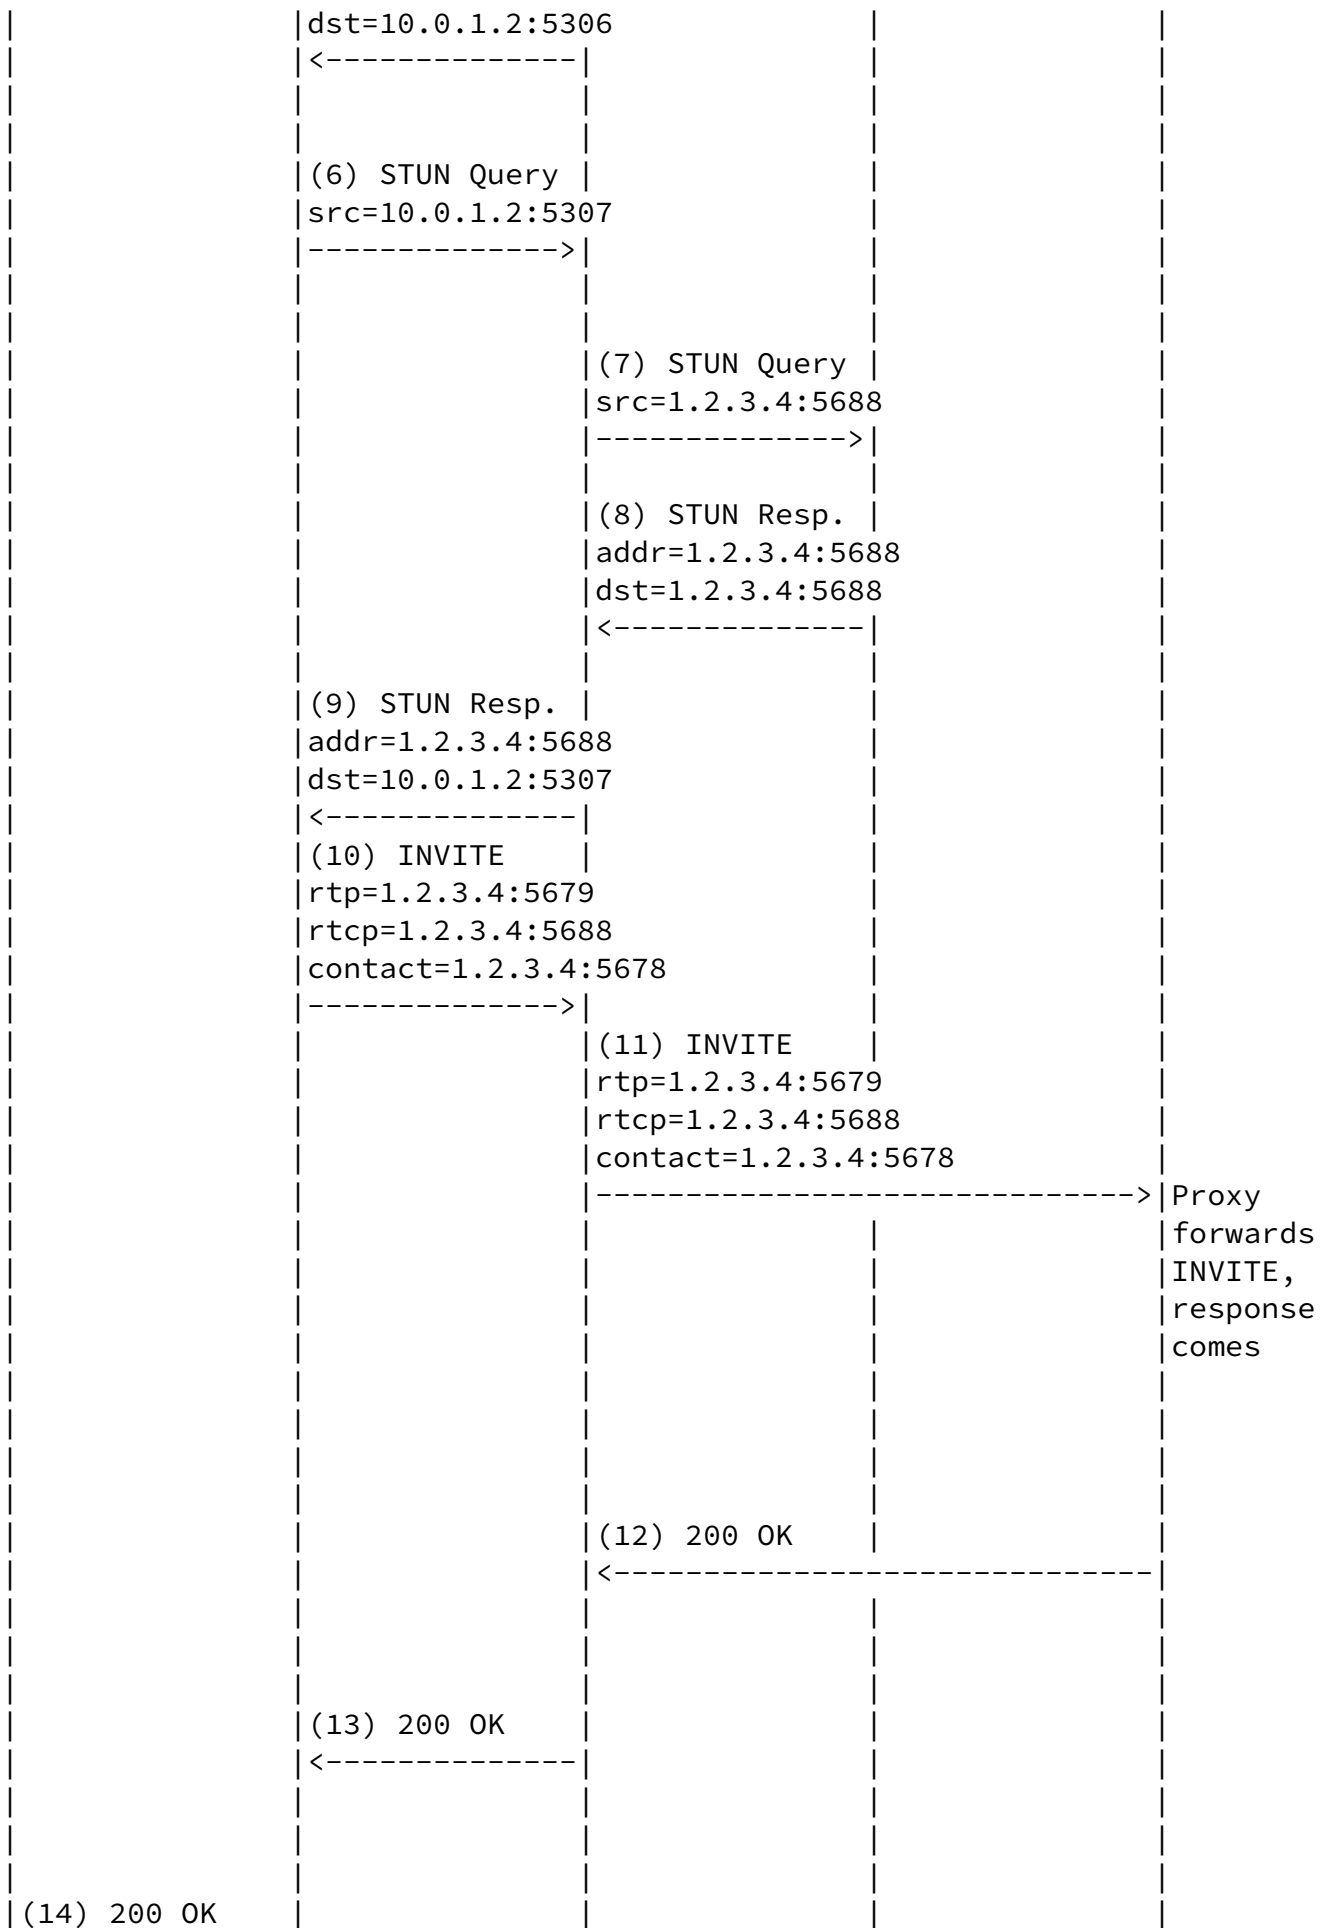 dst=10.0.1.2:5306
<--------------|
(6) STUN Query
src=10.0.1.2:5307
-------------->|
(7) STUN Query
src=1.2.3.4:5688
-------------->|
(8) STUN Resp.
addr=1.2.3.4:5688
dst=1.2.3.4:5688
<--------------|
(9) STUN Resp.
addr=1.2.3.4:5688
dst=10.0.1.2:5307
<--------------|
(10) INVITE
rtp=1.2.3.4:5679
rtcp=1.2.3.4:5688
contact=1.2.3.4:5678
-------------->|
(11) INVITE
rtp=1.2.3.4:5679
rtcp=1.2.3.4:5688
contact=1.2.3.4:5678
------------------------------>|Proxy
forwards
INVITE,
response
comes
(12) 200 OK
<------------------------------|
(13) 200 OK
<--------------|
(14) 200 OK